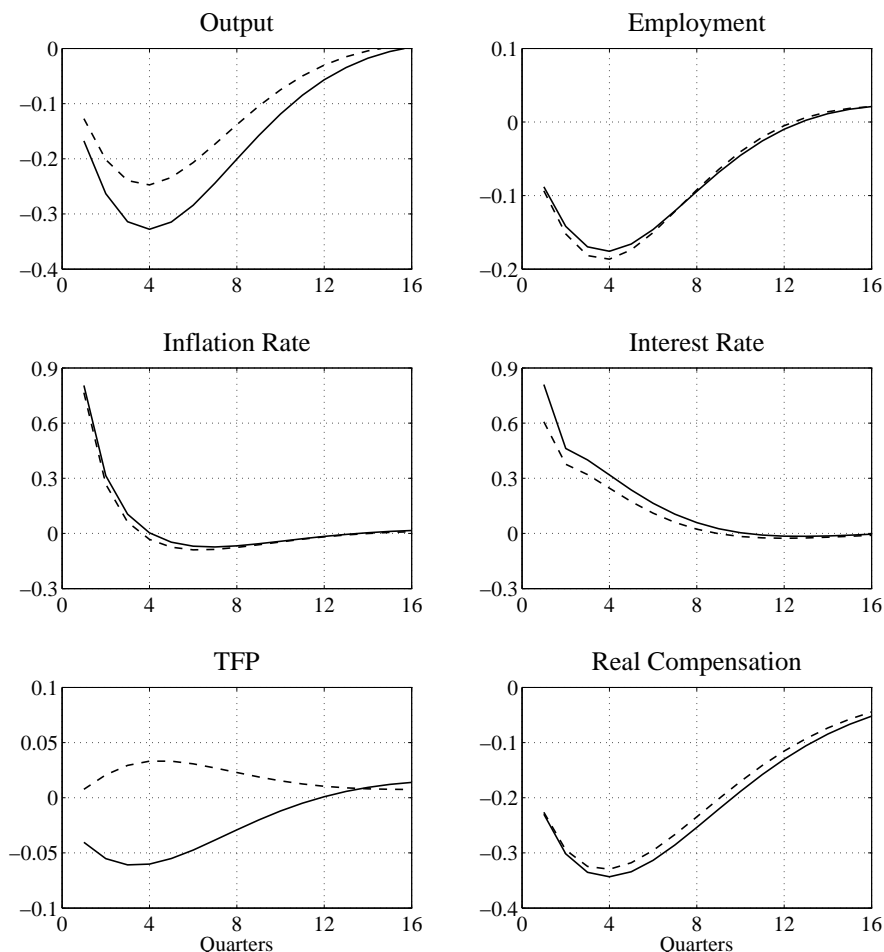 Output
0
−0.1
−0.2
−0.3
−0.4
0 4 8 12 16
Employment
0.1
0
−0.1
−0.2
0 4 8 12 16
Inflation Rate
0.9
0.6
0.3
0
−0.3
0 4 8 12 16
Interest Rate
0.9
0.6
0.3
0
−0.3
0 4 8 12 16
TFP
0.1
0.05
0
−0.05
−0.1
0 4 8 12 16
Quarters
Real Compensation
0
−0.1
−0.2
−0.3
−0.4
0 4 8 12 16
Quarters